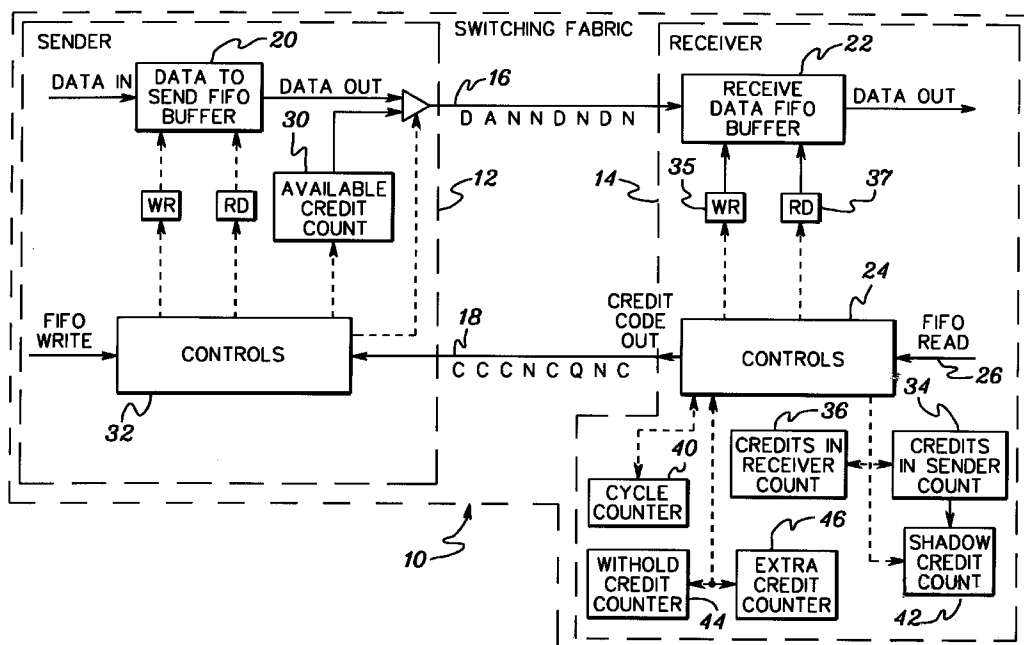 SENDER
SWITCHING FABRIC
RECEIVER
20
22
DATA IN
DATA TO
SEND FIFO
BUFFER
DATA OUT
16
D A N N D N D N
RECEIVE
DATA FIFO
BUFFER
DATA OUT
30
12
14
35
37
WR
RD
AVAILABLE
CREDIT
COUNT
WR
RD
24
FIFO
WRITE
CONTROLS
32
18
C C C N C Q N C
CREDIT
CODE
OUT
CONTROLS
FIFO
READ
26
36
34
40
CREDITS IN
RECEIVER
COUNT
CREDITS
IN SENDER
COUNT
CYCLE
COUNTER
46
10
WITHOLD
CREDIT
COUNTER
44
EXTRA
CREDIT
COUNTER
SHADOW
CREDIT
COUNT
42